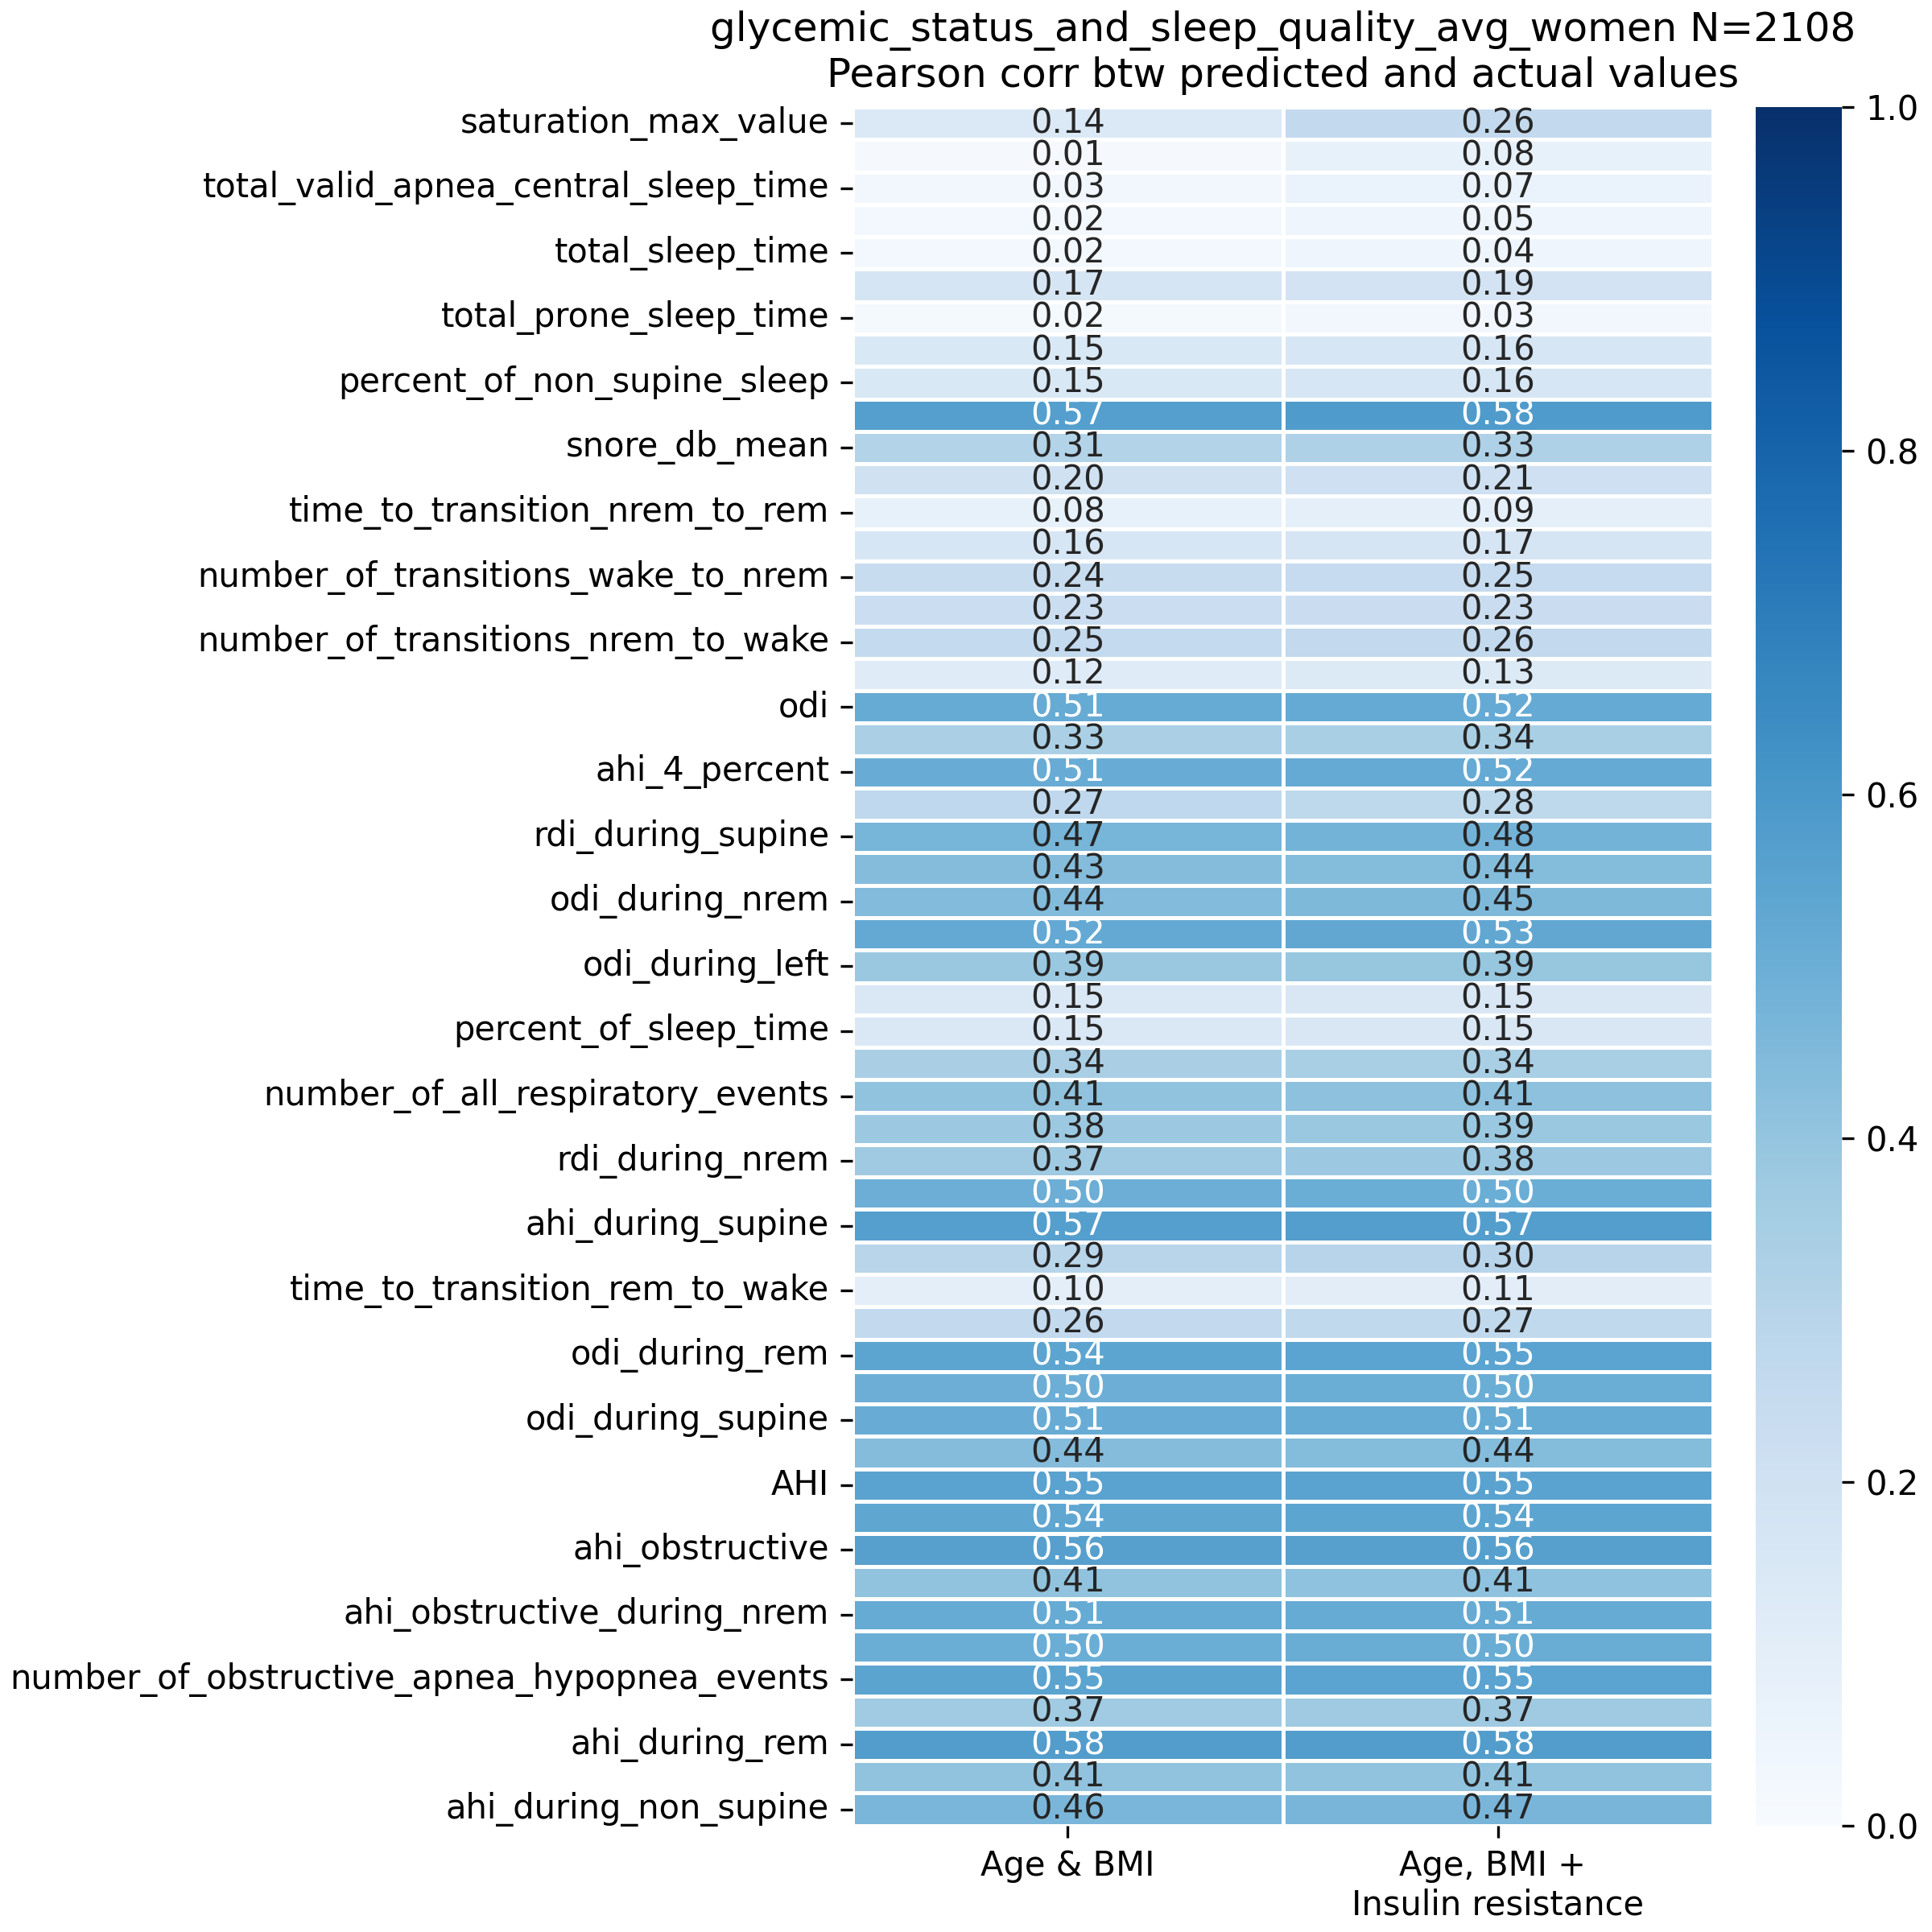 glycemic_status_and_sleep_quality_avg_women N=2108
Pearson corr btw predicted and actual values
saturation_max_value 0.14 0.26
0.01 0.08
total_valid_apnea_central_sleep_time 0.03 0.07
0.02 0.05
total_sleep_time 0.02 0.04
0.17 0.19
total_prone_sleep_time 0.02 0.03
0.15 0.16
percent_of_non_supine_sleep 0.15 0.16
0.57 0.58
snore_db_mean 0.31 0.33
0.20 0.21
time_to_transition_nrem_to_rem 0.08 0.09
0.16 0.17
number_of_transitions_wake_to_nrem 0.24 0.25
0.23 0.23
number_of_transitions_nrem_to_wake 0.25 0.26
0.12 0.13
odi 0.51 0.52
0.33 0.34
ahi_4_percent 0.51 0.52
0.27 0.28
rdi_during_supine 0.47 0.48
0.43 0.44
odi_during_nrem 0.44 0.45
0.52 0.53
odi_during_left 0.39 0.39
0.15 0.15
percent_of_sleep_time 0.15 0.15
0.34 0.34
number_of_all_respiratory_events 0.41 0.41
0.38 0.39
rdi_during_nrem 0.37 0.38
0.50 0.50
ahi_during_supine 0.57 0.57
0.29 0.30
time_to_transition_rem_to_wake 0.10 0.11
0.26 0.27
odi_during_rem 0.54 0.55
0.50 0.50
odi_during_supine 0.51 0.51
0.44 0.44
AHI 0.55 0.55
0.54 0.54
ahi_obstructive 0.56 0.56
0.41 0.41
ahi_obstructive_during_nrem 0.51 0.51
0.50 0.50
number_of_obstructive_apnea_hypopnea_events 0.55 0.55
0.37 0.37
ahi_during_rem 0.58 0.58
0.41 0.41
ahi_during_non_supine 0.46 0.47
Age & BMI
Age, BMI +
Insulin resistance
1.0
0.8
0.6
0.4
0.2
0.0